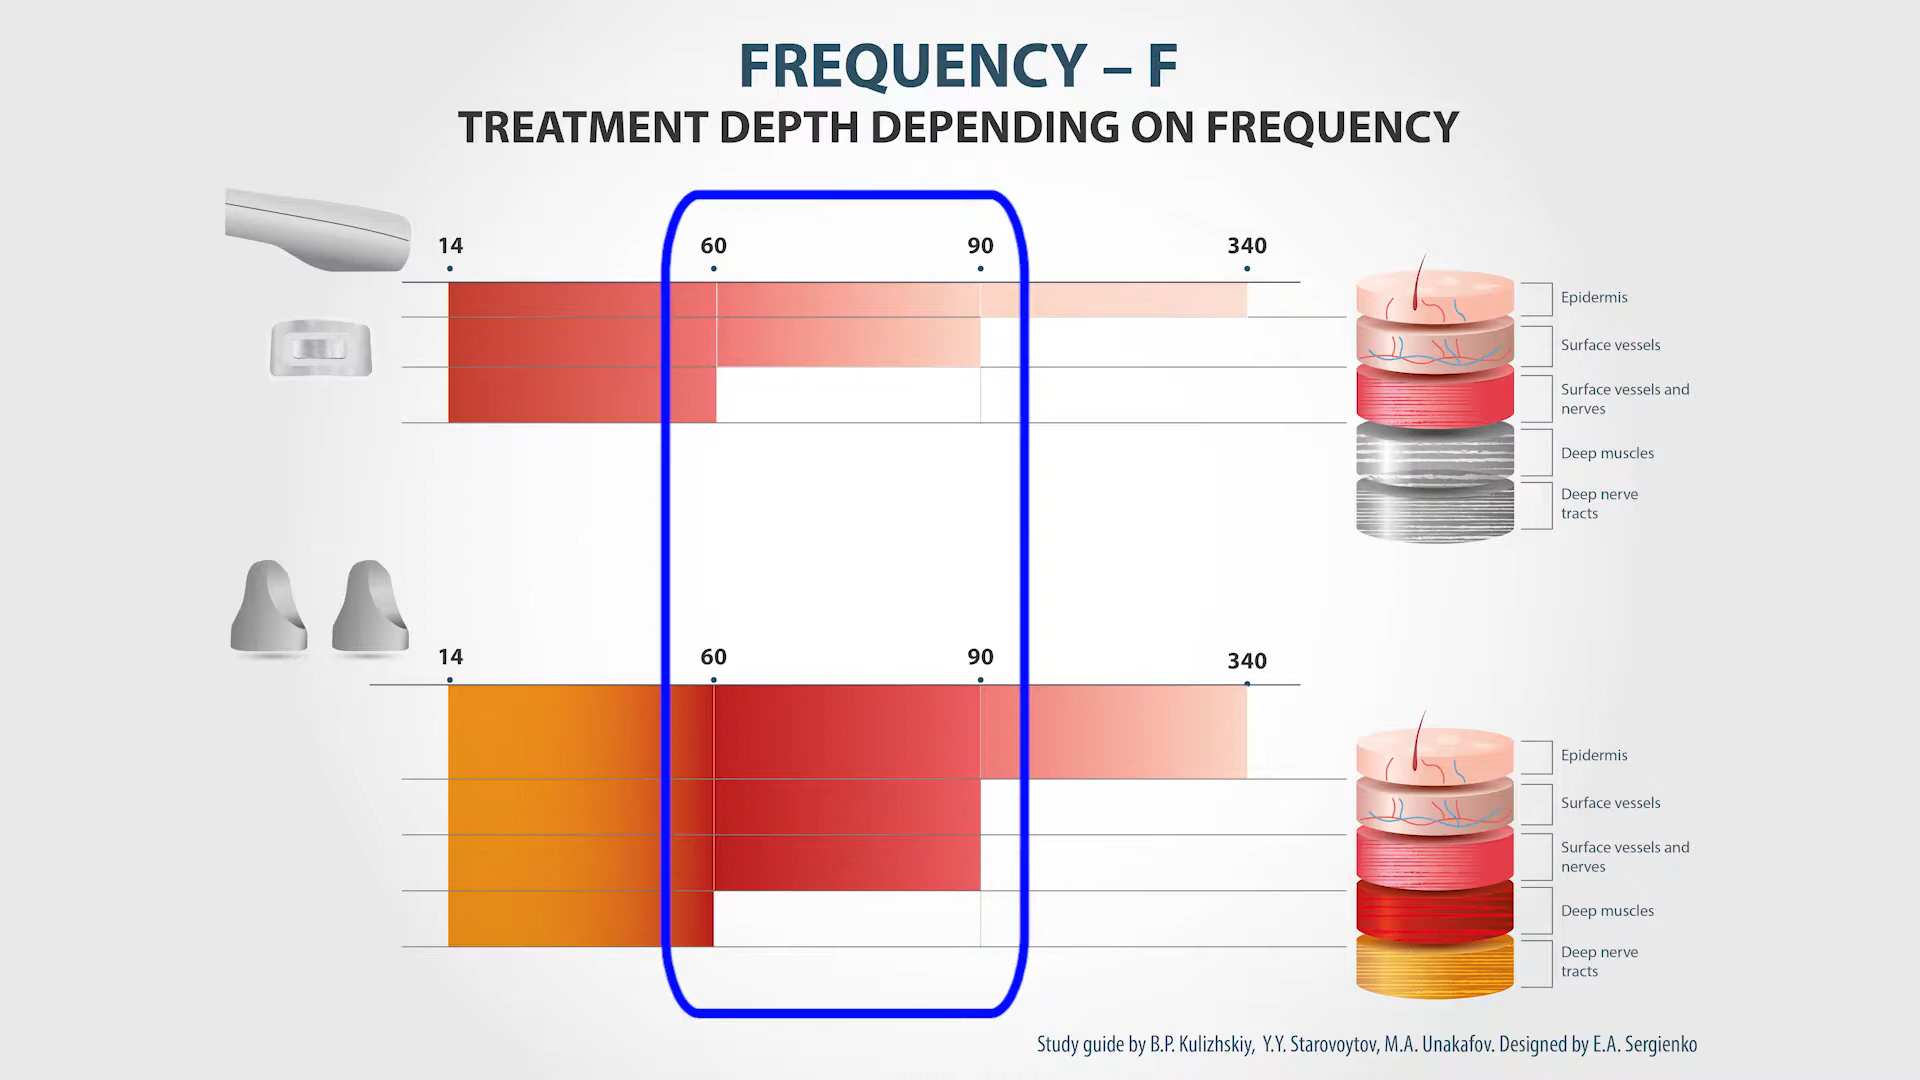 FREQUENCY – F
TREATMENT DEPTH DEPENDING ON FREQUENCY
14 60 90 340
Epidermis
Surface vessels
Surface vessels and
nerves
Deep muscles
Deep nerve
tracts
14 60 90 340
Epidermis
Surface vessels
Surface vessels and
nerves
Deep muscles
Deep nerve
tracts
Study guide by B.P. Kulizhskiy, Y.Y. Starovoytov, M.A. Unakafov. Designed by E.A. Sergienko